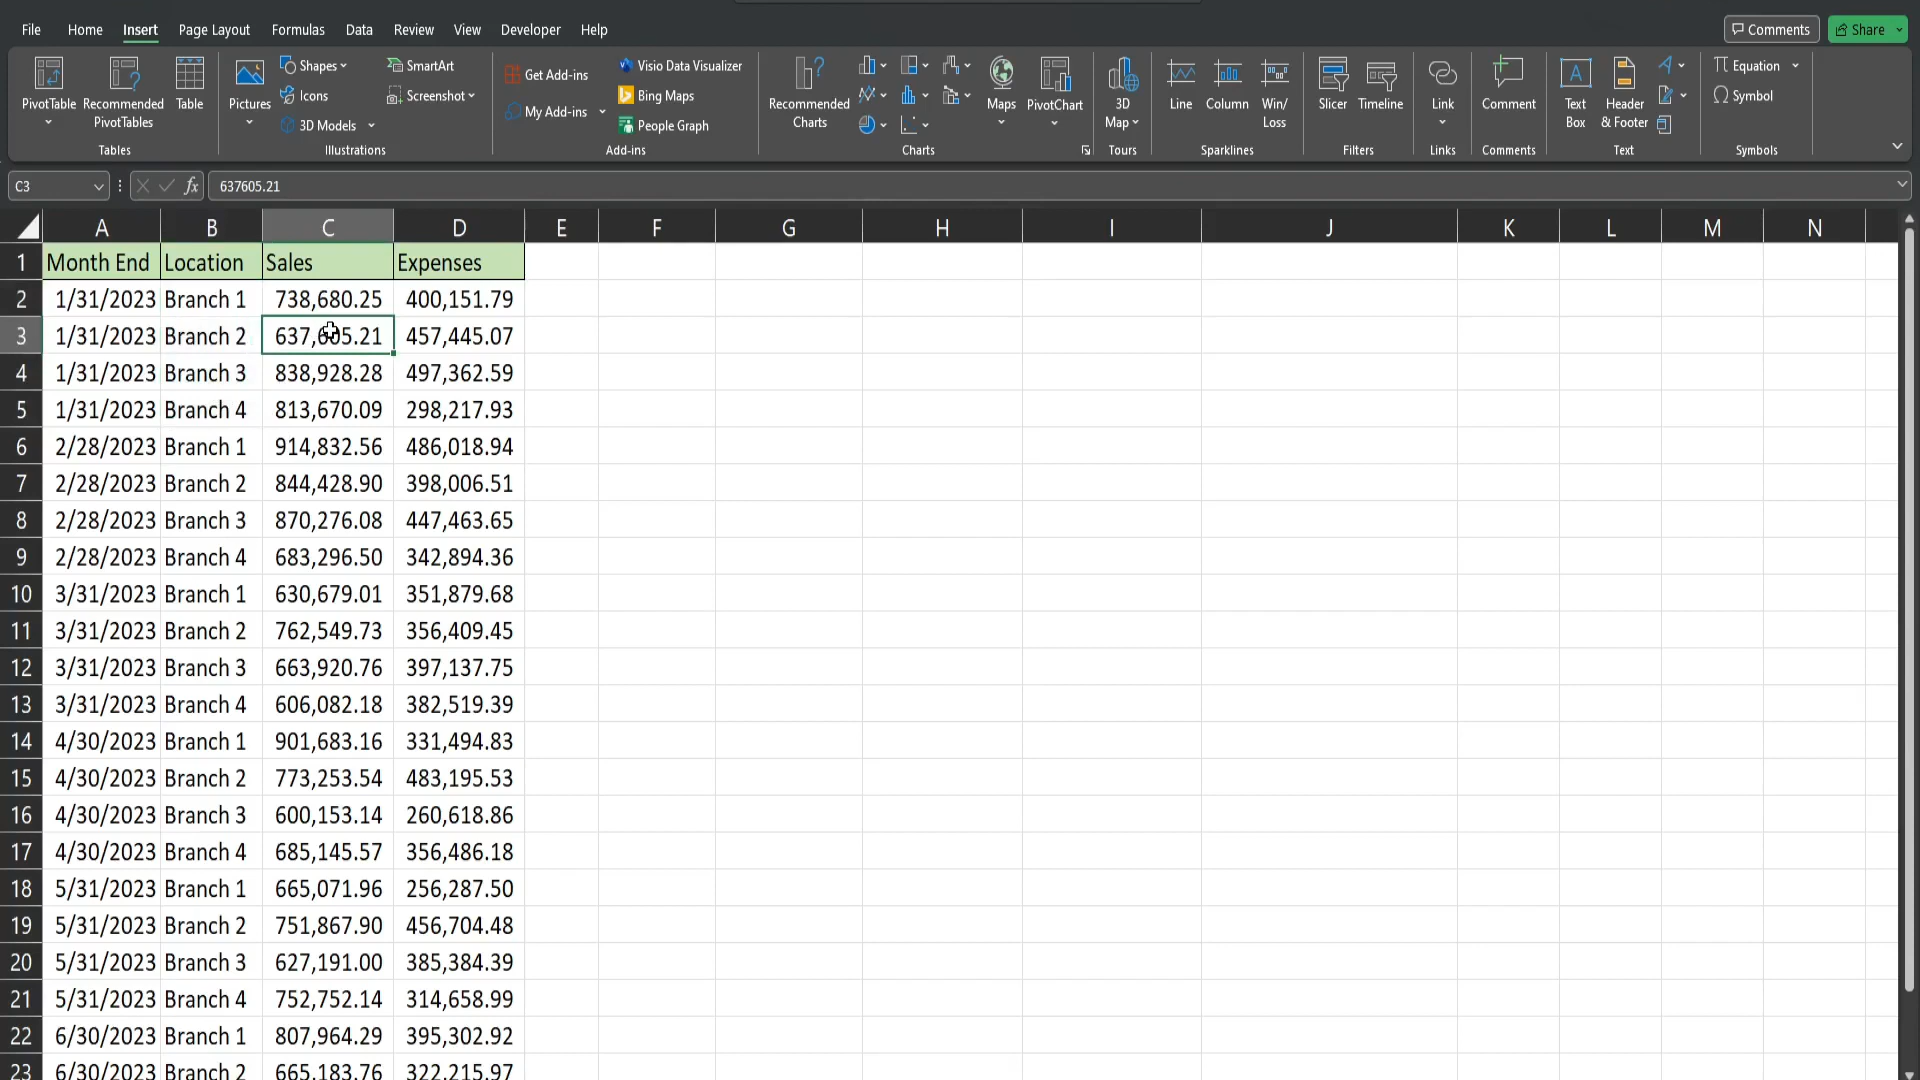 File Home Insert Page Layout Formulas Data Review View Developer Help Comments Share
PivotTable Recommended PivotTables Table Pictures Shapes Icons 3D Models SmartArt Screenshot Get Add-ins My Add-ins Visio Data Visualizer Bing Maps People Graph Recommended Charts Maps PivotChart 3D Map Line Column Win/Loss Slicer Timeline Link Comment Text Box Header & Footer Equation Symbol
Tables Illustrations Add-ins Charts Tours Sparklines Filters Links Comments Text Symbols
C3 fx 637605.21
A B C D E F G H I J K L M N
1 Month End Location Sales Expenses
2 1/31/2023 Branch 1 738,680.25 400,151.79
3 1/31/2023 Branch 2 637,605.21 457,445.07
4 1/31/2023 Branch 3 838,928.28 497,362.59
5 1/31/2023 Branch 4 813,670.09 298,217.93
6 2/28/2023 Branch 1 914,832.56 486,018.94
7 2/28/2023 Branch 2 844,428.90 398,006.51
8 2/28/2023 Branch 3 870,276.08 447,463.65
9 2/28/2023 Branch 4 683,296.50 342,894.36
10 3/31/2023 Branch 1 630,679.01 351,879.68
11 3/31/2023 Branch 2 762,549.73 356,409.45
12 3/31/2023 Branch 3 663,920.76 397,137.75
13 3/31/2023 Branch 4 606,082.18 382,519.39
14 4/30/2023 Branch 1 901,683.16 331,494.83
15 4/30/2023 Branch 2 773,253.54 483,195.53
16 4/30/2023 Branch 3 600,153.14 260,618.86
17 4/30/2023 Branch 4 685,145.57 356,486.18
18 5/31/2023 Branch 1 665,071.96 256,287.50
19 5/31/2023 Branch 2 751,867.90 456,704.48
20 5/31/2023 Branch 3 627,191.00 385,384.39
21 5/31/2023 Branch 4 752,752.14 314,658.99
22 6/30/2023 Branch 1 807,964.29 395,302.92
23 6/30/2023 Branch 2 665,183.76 322,215.97